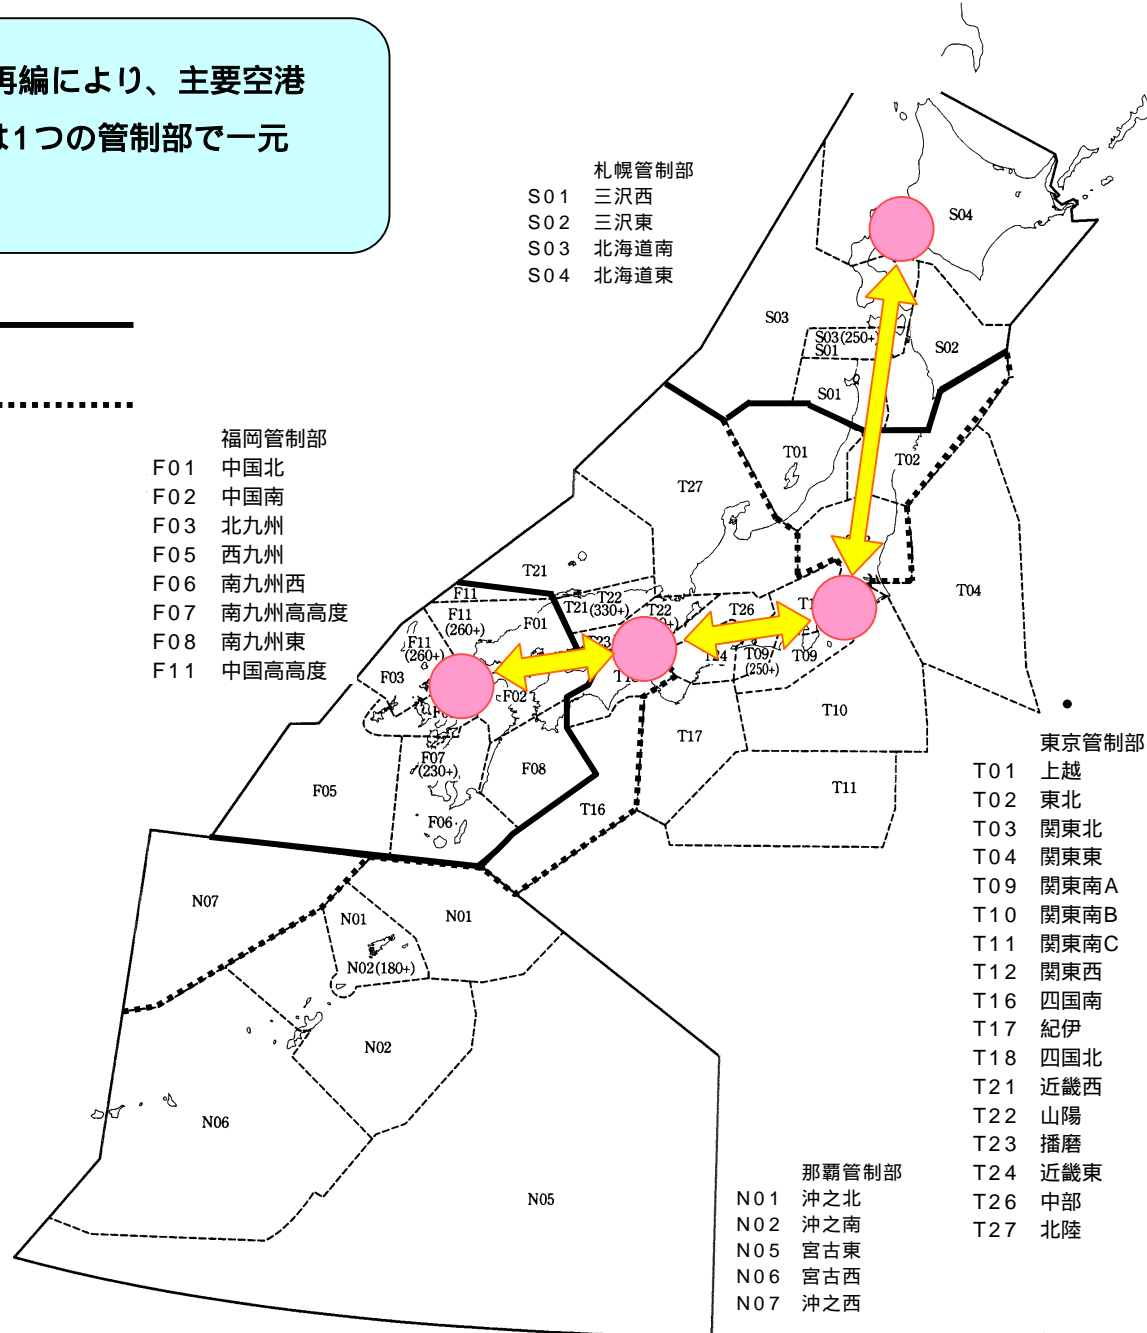 再編により、主要空港
は1つの管制部で一元
札幌管制部
S01 三沢西
S02 三沢東
S03 北海道南
S04 北海道東
福岡管制部
F01 中国北
F02 中国南
F03 北九州
F05 西九州
F06 南九州西
F07 南九州高高度
F08 南九州東
F11 中国高高度
東京管制部
T01 上越
T02 東北
T03 関東北
T04 関東東
T09 関東南A
T10 関東南B
T11 関東南C
T12 関東西
T16 四国南
T17 紀伊
T18 四国北
T21 近畿西
T22 山陽
T23 播磨
T24 近畿東
T26 中部
T27 北陸
那覇管制部
N01 沖之北
N02 沖之南
N05 宮古東
N06 宮古西
N07 沖之西
S04
S03
S03(250+)
S01
S02
S01
T01
T02
T27
T21
T04
F11
T21
T22
(330+)
T22
T26
F11
(260+)
F01
F11
(260+)
T23
T24
T09
(250+)
T09
F03
F02
T10
T17
F07
(230+)
F08
F05
T11
T16
F06
N07
N01
N01
N02(180+)
N02
N06
N05